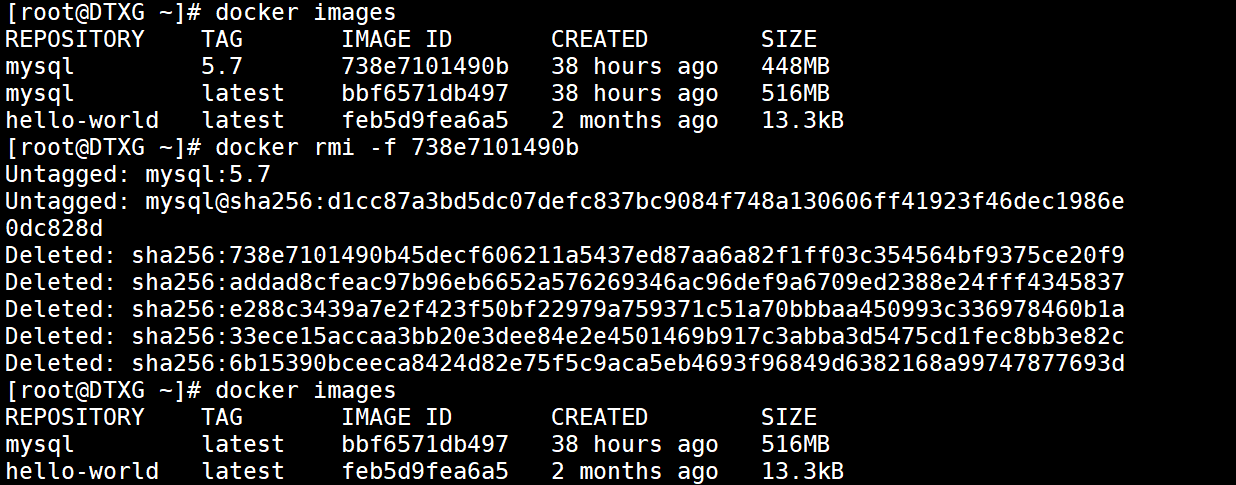 [root@DTXG ~]# docker images
REPOSITORY    TAG       IMAGE ID       CREATED        SIZE
mysql         5.7       738e7101490b   38 hours ago   448MB
mysql         latest    bbf6571db497   38 hours ago   516MB
hello-world   latest    feb5d9fea6a5   2 months ago   13.3kB
[root@DTXG ~]# docker rmi -f 738e7101490b
Untagged: mysql:5.7
Untagged: mysql@sha256:d1cc87a3bd5dc07defc837bc9084f748a130606ff41923f46dec1986e
0dc828d
Deleted: sha256:738e7101490b45decf606211a5437ed87aa6a82f1ff03c354564bf9375ce20f9
Deleted: sha256:addad8cfeac97b96eb6652a576269346ac96def9a6709ed2388e24fff4345837
Deleted: sha256:e288c3439a7e2f423f50bf22979a759371c51a70bbbaa450993c336978460b1a
Deleted: sha256:33ece15accaa3bb20e3dee84e2e4501469b917c3abba3d5475cd1fec8bb3e82c
Deleted: sha256:6b15390bceeca8424d82e75f5c9aca5eb4693f96849d6382168a99747877693d
[root@DTXG ~]# docker images
REPOSITORY    TAG       IMAGE ID       CREATED        SIZE
mysql         latest    bbf6571db497   38 hours ago   516MB
hello-world   latest    feb5d9fea6a5   2 months ago   13.3kB